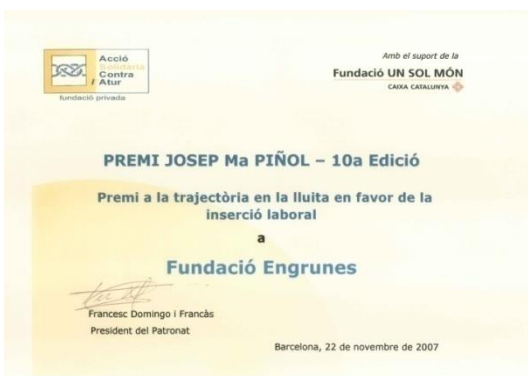 Acció
Solidària
Contra
l'Atur
fundació privada
Amb el suport de la
Fundació UN SOL MÓN
CAIXA CATALUNYA
PREMI JOSEP Ma PIÑOL – 10a Edició
Premi a la trajectòria en la lluita en favor de la
inserció laboral
a
Fundació Engrunes
Francesc Domingo i Francàs
President del Patronat
Barcelona, 22 de novembre de 2007